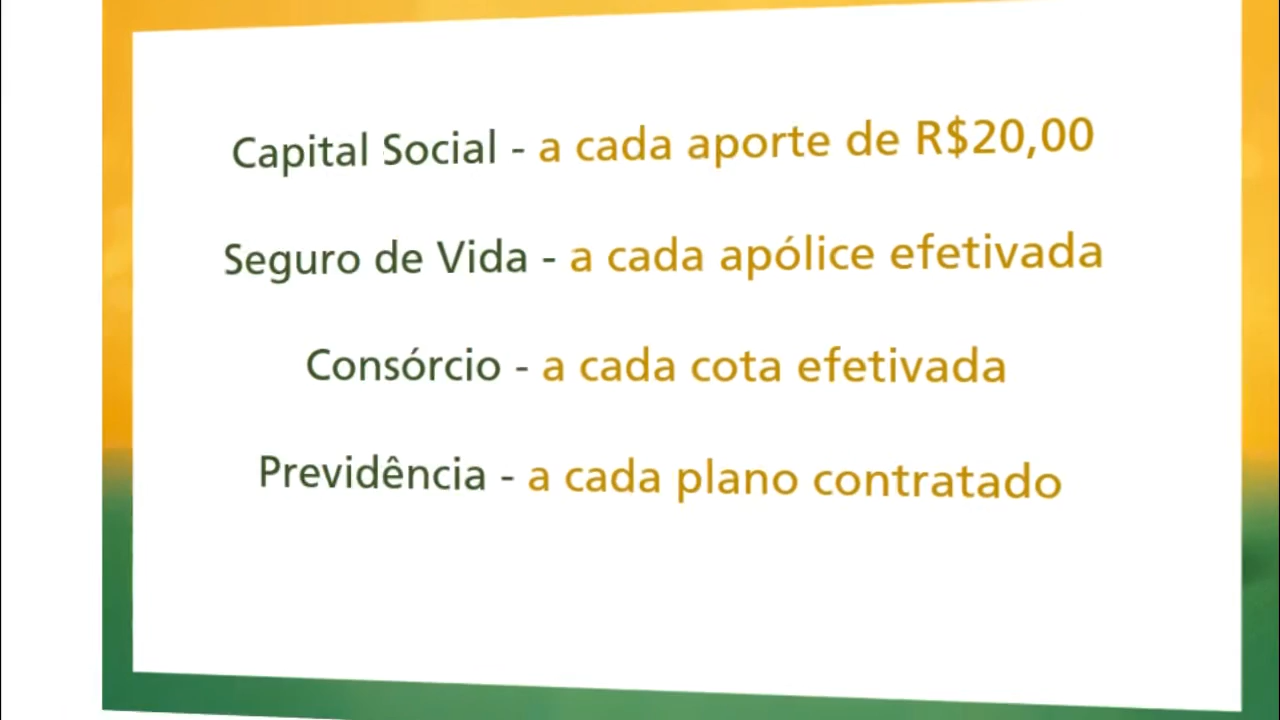 Capital Social - a cada aporte de R$20,00
Seguro de Vida - a cada apólice efetivada
Consórcio - a cada cota efetivada
Previdência - a cada plano contratado